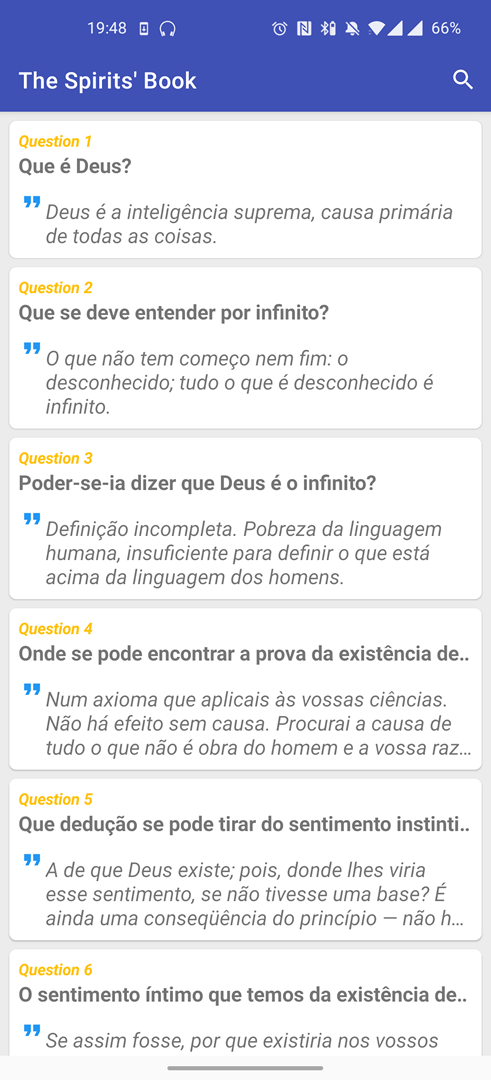 19:48
66%
The Spirits' Book
Question 1
Que é Deus?
Deus é a inteligência suprema, causa primária
de todas as coisas.
Question 2
Que se deve entender por infinito?
O que não tem começo nem fim: o
desconhecido; tudo o que é desconhecido é
infinito.
Question 3
Poder-se-ia dizer que Deus é o infinito?
Definição incompleta. Pobreza da linguagem
humana, insuficiente para definir o que está
acima da linguagem dos homens.
Question 4
Onde se pode encontrar a prova da existência de..
Num axioma que aplicais às vossas ciências.
Não há efeito sem causa. Procurai a causa de
tudo o que não é obra do homem e a vossa raz...
Question 5
Que dedução se pode tirar do sentimento instinti..
A de que Deus existe; pois, donde lhes viria
esse sentimento, se não tivesse uma base? É
ainda uma conseqüência do princípio — não h...
Question 6
O sentimento íntimo que temos da existência de..
Se assim fosse, por que existiria nos vossos